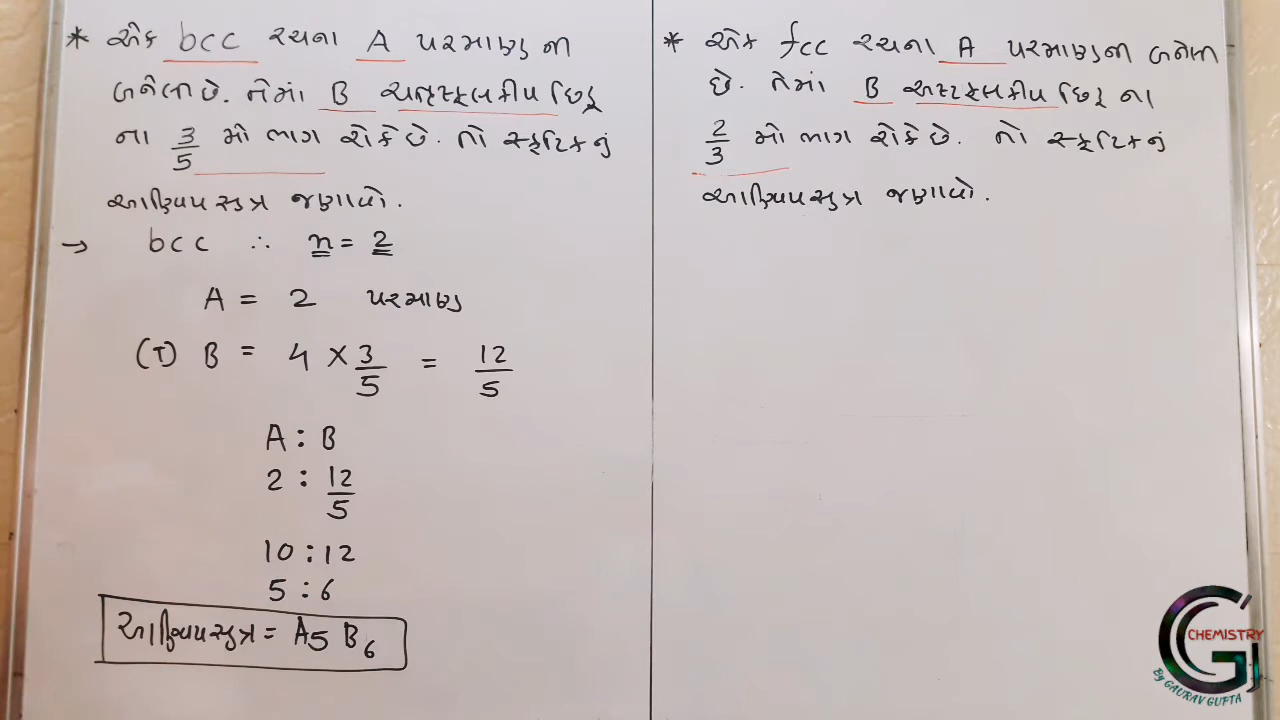 * એક bcc રચના A પરમાણુની
બનેલી છે. તેમાં B ચતુષ્ફલકીય છિદ્ર
ના 3/5 મો ભાગ રોકે છે. તો સ્ફટિકનું
આણ્વિયસુત્ર જણાવો.
→ bcc ∴ n = 2
A = 2 પરમાણુ
(T) B = 4 × 3/5 = 12/5
A : B
2 : 12/5
10 : 12
5 : 6
આણ્વિયસુત્ર = A5 B6
* એક fcc રચના A પરમાણુની બનેલી
છે. તેમાં B અષ્ટફલકીય છિદ્ર ના
2/3 મો ભાગ રોકે છે. તો સ્ફટિકનું
આણ્વિયસુત્ર જણાવો.
CHEMISTRY
G
By GAURAV GUPTA